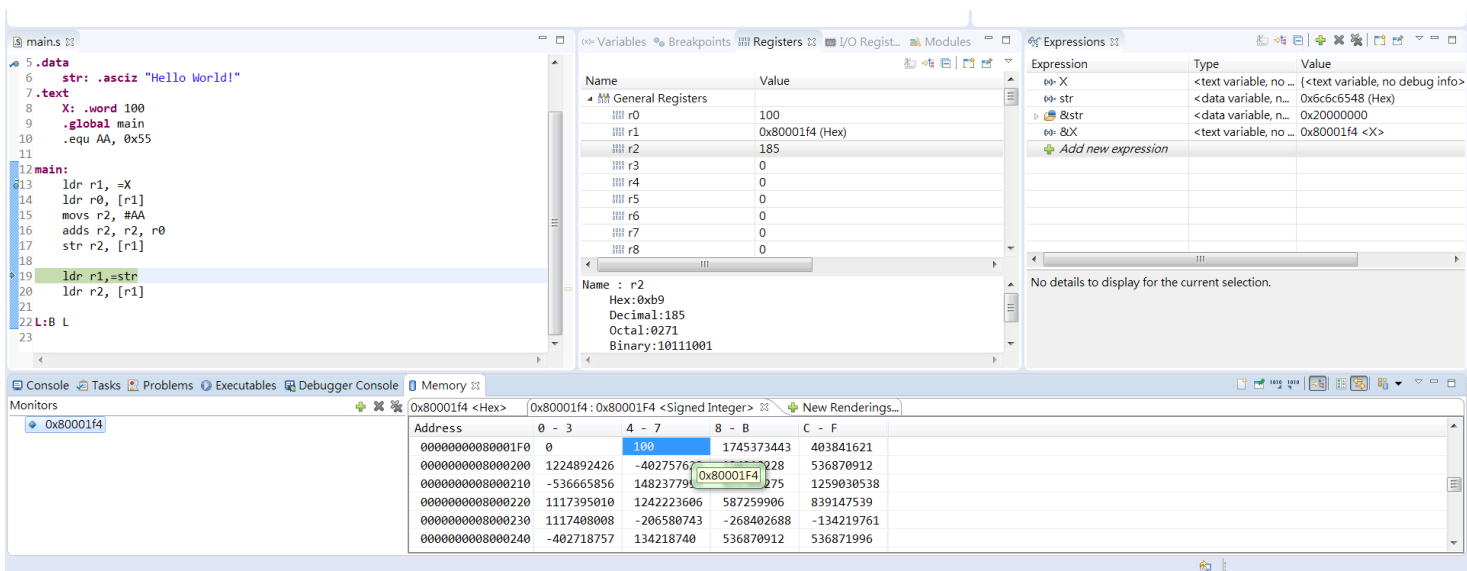 main.s
5 .data
6 str: .asciz "Hello World!"
7 .text
8 X: .word 100
9 .global main
10 .equ AA, 0x55
11
12 main:
13 ldr r1, =X
14 ldr r0, [r1]
15 movs r2, #AA
16 adds r2, r2, r0
17 str r2, [r1]
18
19 ldr r1,=str
20 ldr r2, [r1]
21
22 L:B L
23
(x)= Variables Breakpoints Registers I/O Regist... Modules
Name Value
General Registers
r0 100
r1 0x80001f4 (Hex)
r2 185
r3 0
r4 0
r5 0
r6 0
r7 0
r8 0
Name : r2
Hex:0xb9
Decimal:185
Octal:0271
Binary:10111001
Expressions
Expression Type Value
(x)= X <text variable, no ... {<text variable, no debug info>
(x)= str <data variable, n... 0x6c6c6548 (Hex)
&str <data variable, n... 0x20000000
(x)= &X <text variable, no ... 0x80001f4 <X>
Add new expression
No details to display for the current selection.
Console Tasks Problems Executables Debugger Console Memory
Monitors
0x80001f4
0x80001f4 <Hex> 0x80001f4 : 0x80001F4 <Signed Integer> New Renderings...
Address 0 - 3 4 - 7 8 - B C - F
00000000080001F0 0 100 1745373443 403841621
0000000008000200 1224892426 536870912
0x80001F4
0000000008000210 -536665856 1259030538
0000000008000220 1117395010 1242223606 587259906 839147539
0000000008000230 1117408008 -206580743 -268402688 -134219761
0000000008000240 -402718757 134218740 536870912 536871996